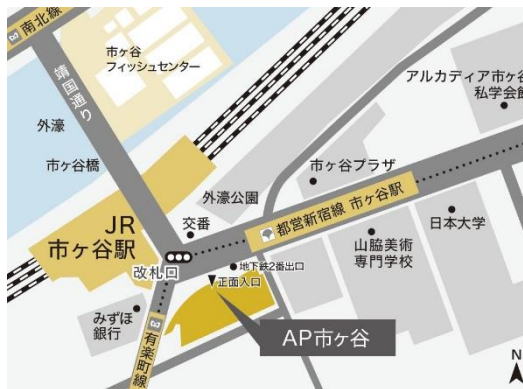 南北線
市ヶ谷
フィッシュセンター
靖国通り
外濠
市ヶ谷橋
アルカディア市ヶ谷
私学会館
市ヶ谷プラザ
外濠公園
JR
市ヶ谷駅
交番
都営新宿線 市ヶ谷駅
日本大学
山脇美術
専門学校
改札口
地下鉄2番出口
正面入口
みずほ
銀行
有楽町線
AP市ヶ谷
N